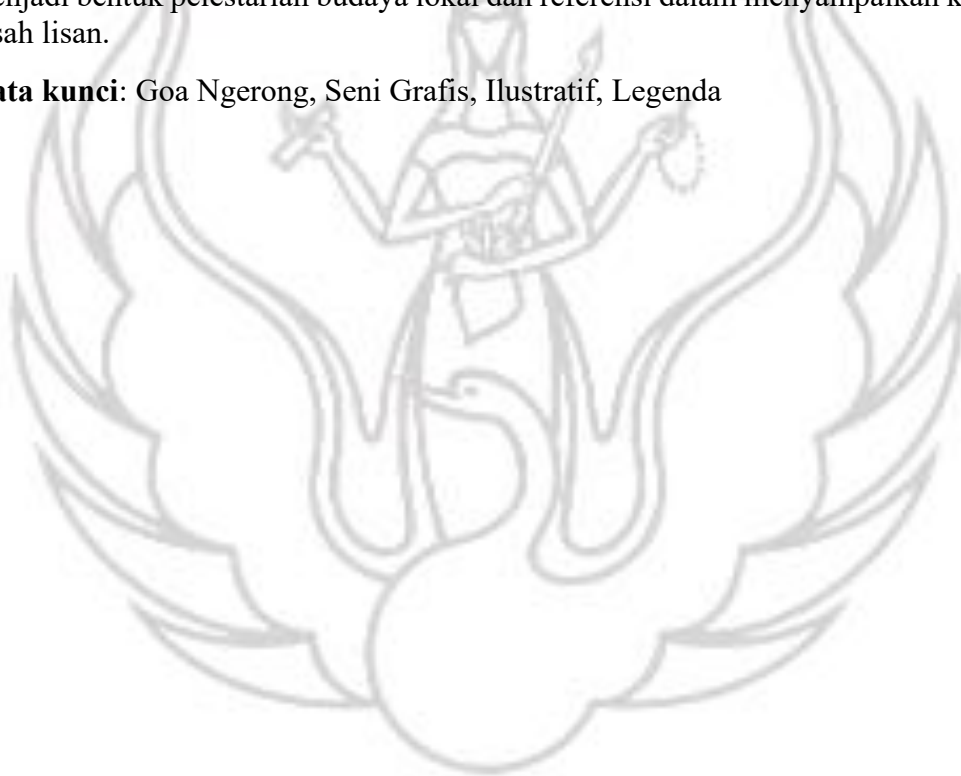 enjadi bentuk pelestarian budaya lokal dan referensi dalam menyampaikan k
sah lisan.
ata kunci: Goa Ngerong, Seni Grafis, Ilustratif, Legenda